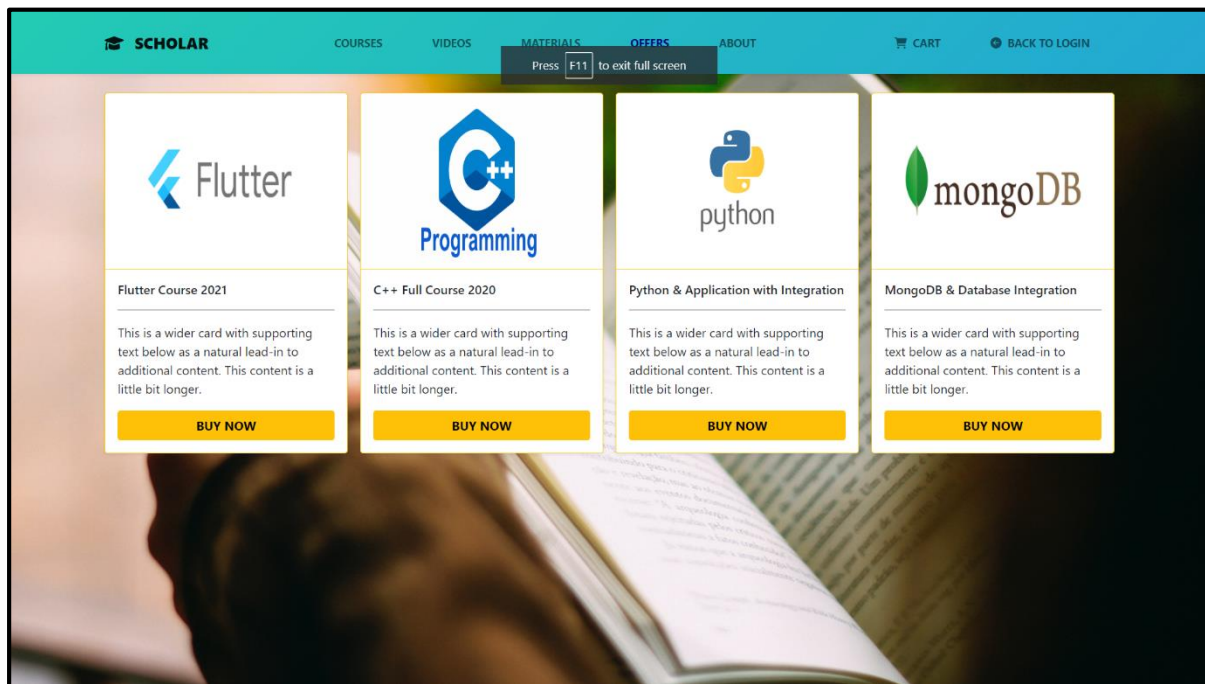 SCHOLAR COURSES VIDEOS MATERIALS OFFERS ABOUT CART BACK TO LOGIN
Press F11 to exit full screen
Flutter
C++
Programming
python
mongoDB
Flutter Course 2021
This is a wider card with supporting
text below as a natural lead-in to
additional content. This content is a
little bit longer.
BUY NOW
C++ Full Course 2020
This is a wider card with supporting
text below as a natural lead-in to
additional content. This content is a
little bit longer.
BUY NOW
Python & Application with Integration
This is a wider card with supporting
text below as a natural lead-in to
additional content. This content is a
little bit longer.
BUY NOW
MongoDB & Database Integration
This is a wider card with supporting
text below as a natural lead-in to
additional content. This content is a
little bit longer.
BUY NOW